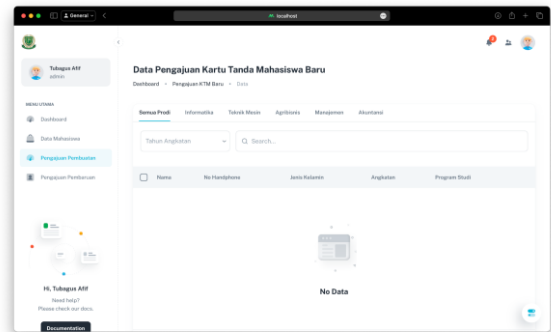 General
localhost
2
Tubagus Afif
admin
Data Pengajuan Kartu Tanda Mahasiswa Baru
Dashboard
Pengajuan KTM Baru
Data
MENU UTAMA
Dashboard
Data Mahasiswa
Pengajuan Pembuatan
Pengajuan Pembaruan
Semua Prodi
Informatika
Teknik Mesin
Agribisnis
Manajemen
Akuntansi
Tahun Angkatan
Search...
Nama
No Handphone
Jenis Kelamin
Angkatan
Program Studi
No Data
Hi, Tubagus Afif
Need help?
Please check our docs.
Documentation